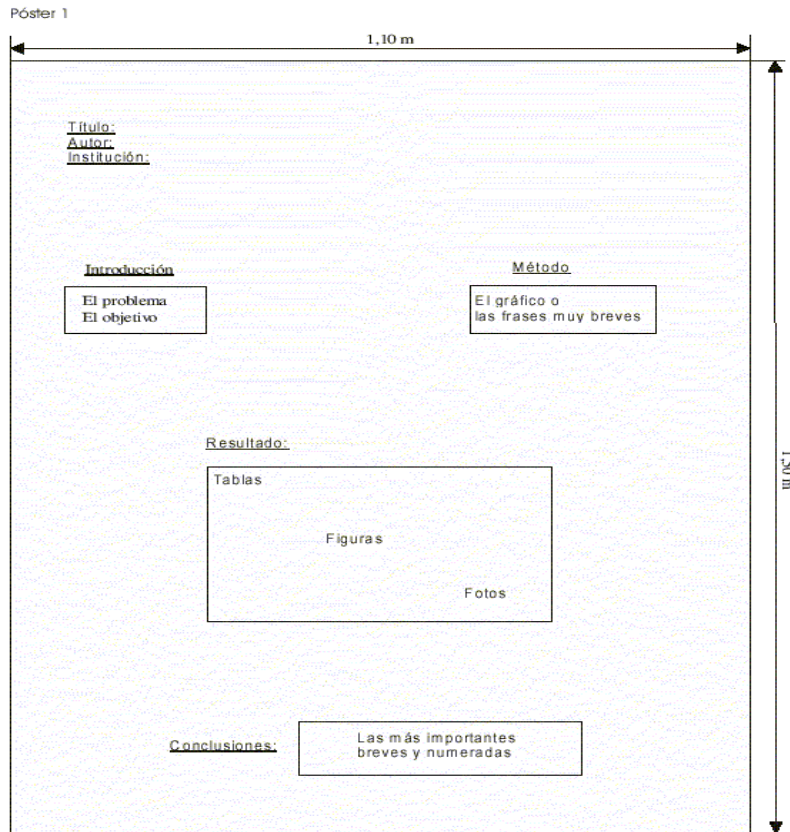 Póster 1
1,10 m
Título:
Autor:
Institución:
Introducción
El problema
El objetivo
Método
El gráfico o
las frases muy breves
1,50 m
Resultado:
Tablas
Figuras
Fotos
Conclusiones:
Las más importantes
breves y numeradas